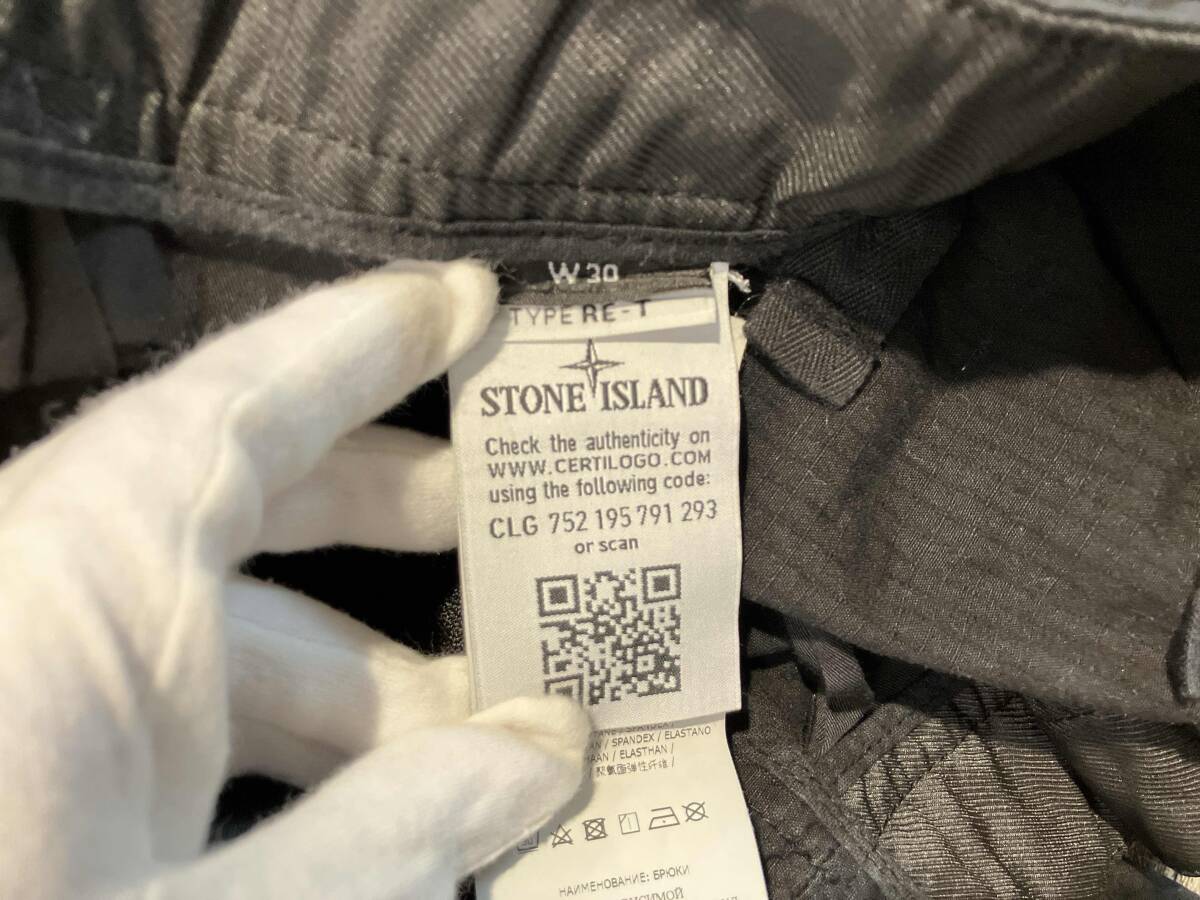 W 30
TYPE RE-T
STONE ISLAND
Check the authenticity on
WWW.CERTILOGO.COM
using the following code:
CLG 752 195 791 293
or scan
/ SPANDEX / ELASTANO
/ ELASTHAN /
НАИМЕНОВАНИЕ: БРЮКИ